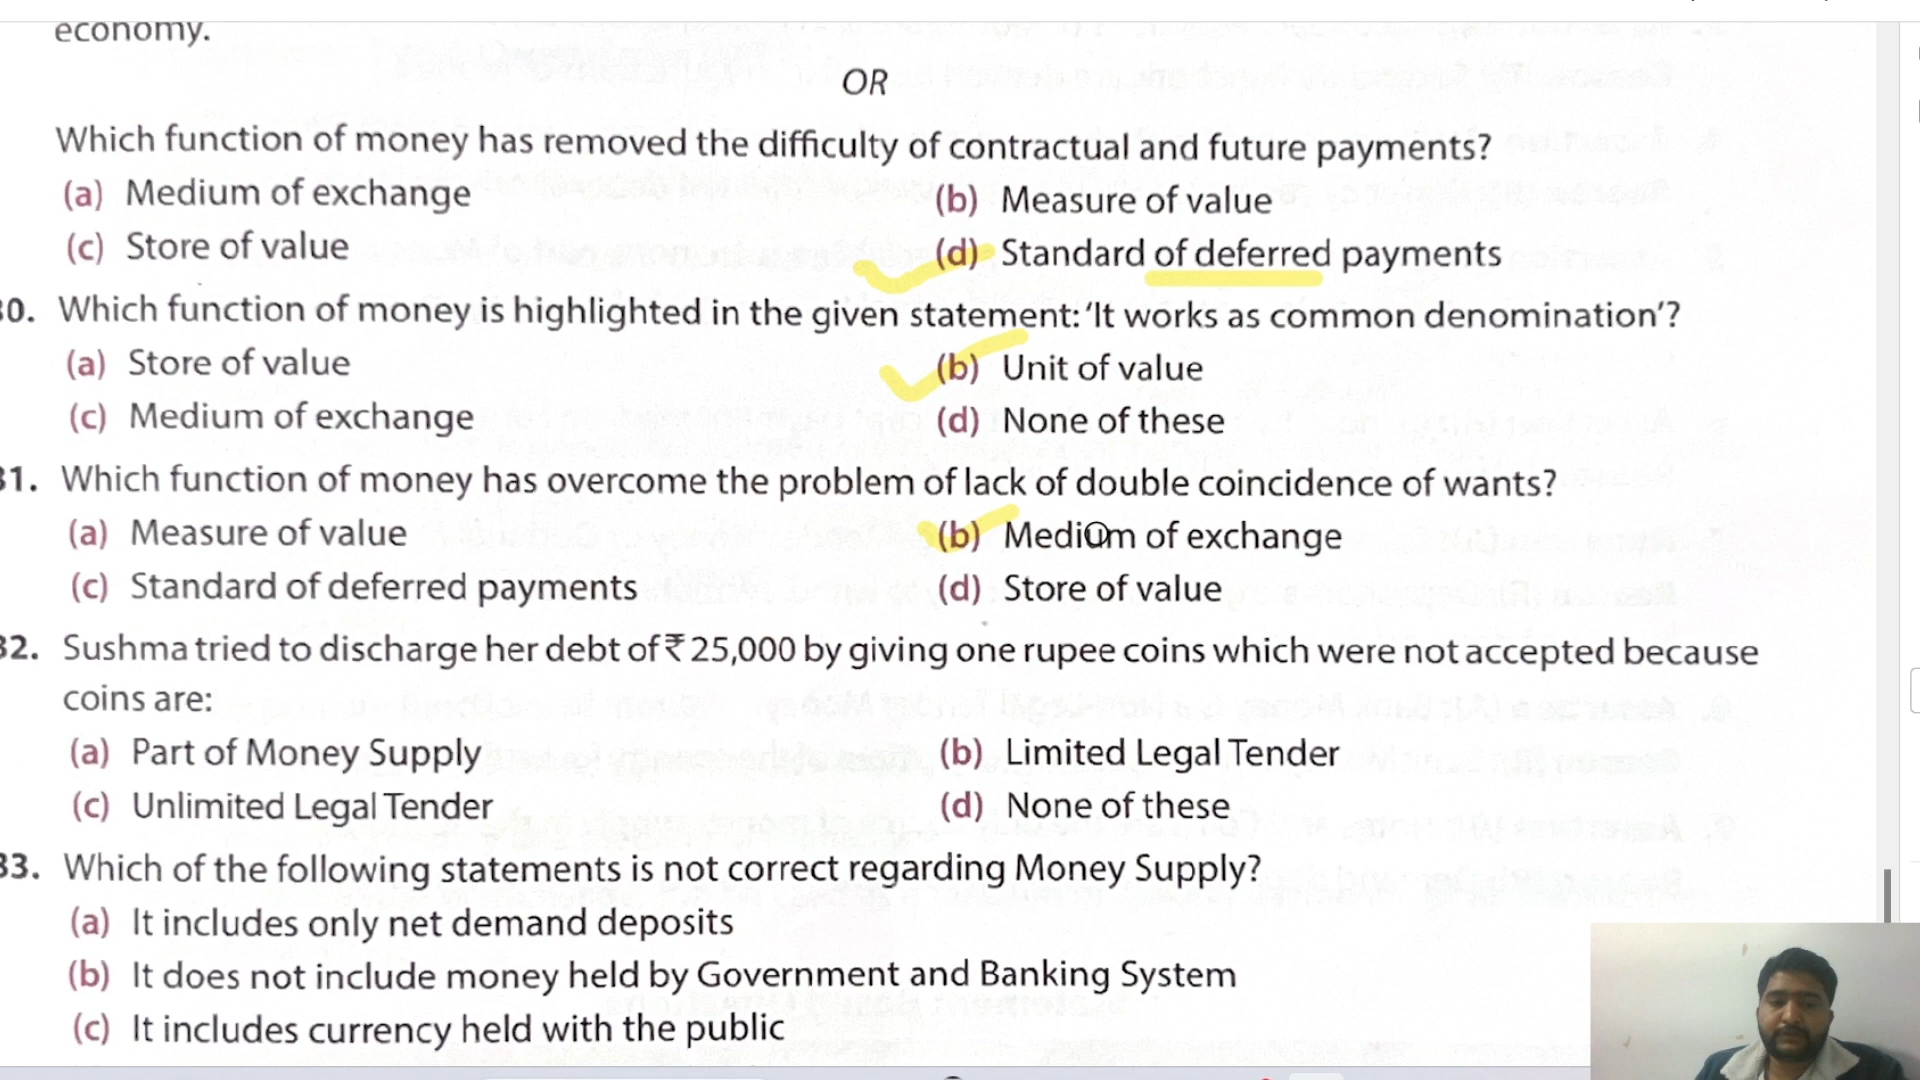 economy.
OR
Which function of money has removed the difficulty of contractual and future payments?
(a) Medium of exchange (b) Measure of value
(c) Store of value (d) Standard of deferred payments
30. Which function of money is highlighted in the given statement: 'It works as common denomination'?
(a) Store of value (b) Unit of value
(c) Medium of exchange (d) None of these
31. Which function of money has overcome the problem of lack of double coincidence of wants?
(a) Measure of value (b) Medium of exchange
(c) Standard of deferred payments (d) Store of value
32. Sushma tried to discharge her debt of ₹ 25,000 by giving one rupee coins which were not accepted because
coins are:
(a) Part of Money Supply (b) Limited Legal Tender
(c) Unlimited Legal Tender (d) None of these
33. Which of the following statements is not correct regarding Money Supply?
(a) It includes only net demand deposits
(b) It does not include money held by Government and Banking System
(c) It includes currency held with the public